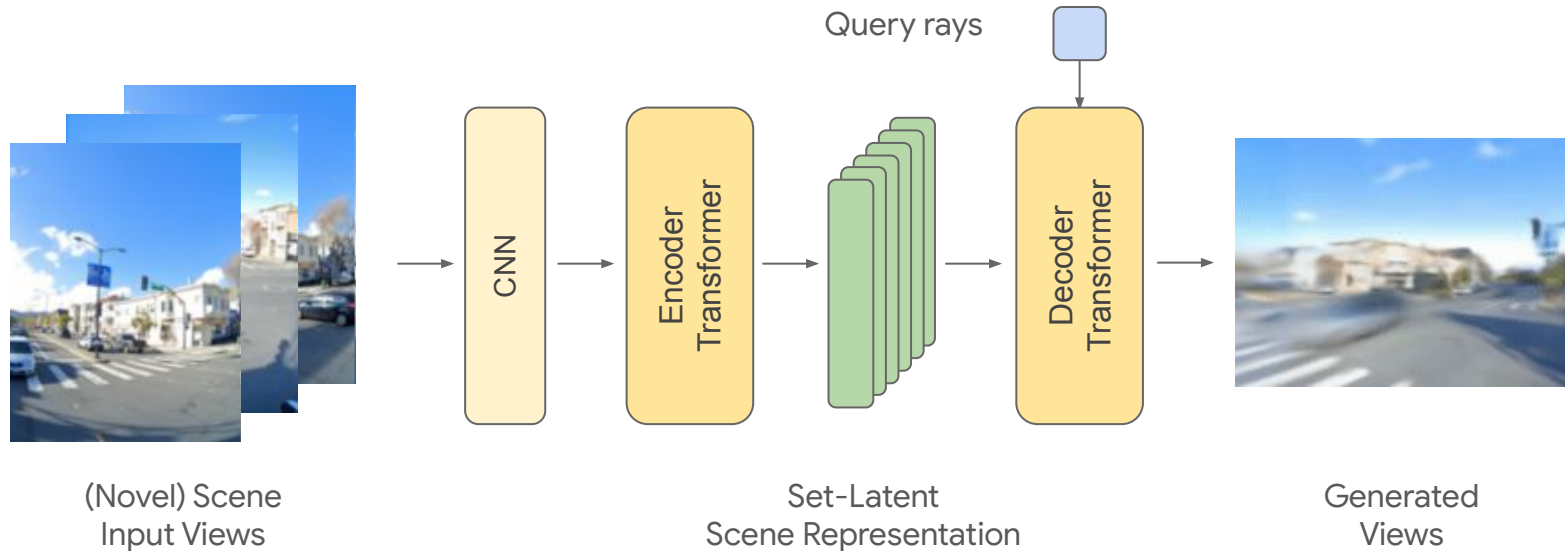 Query rays
CNN
Encoder
Transformer
Decoder
Transformer
(Novel) Scene
Input Views
Set-Latent
Scene Representation
Generated
Views